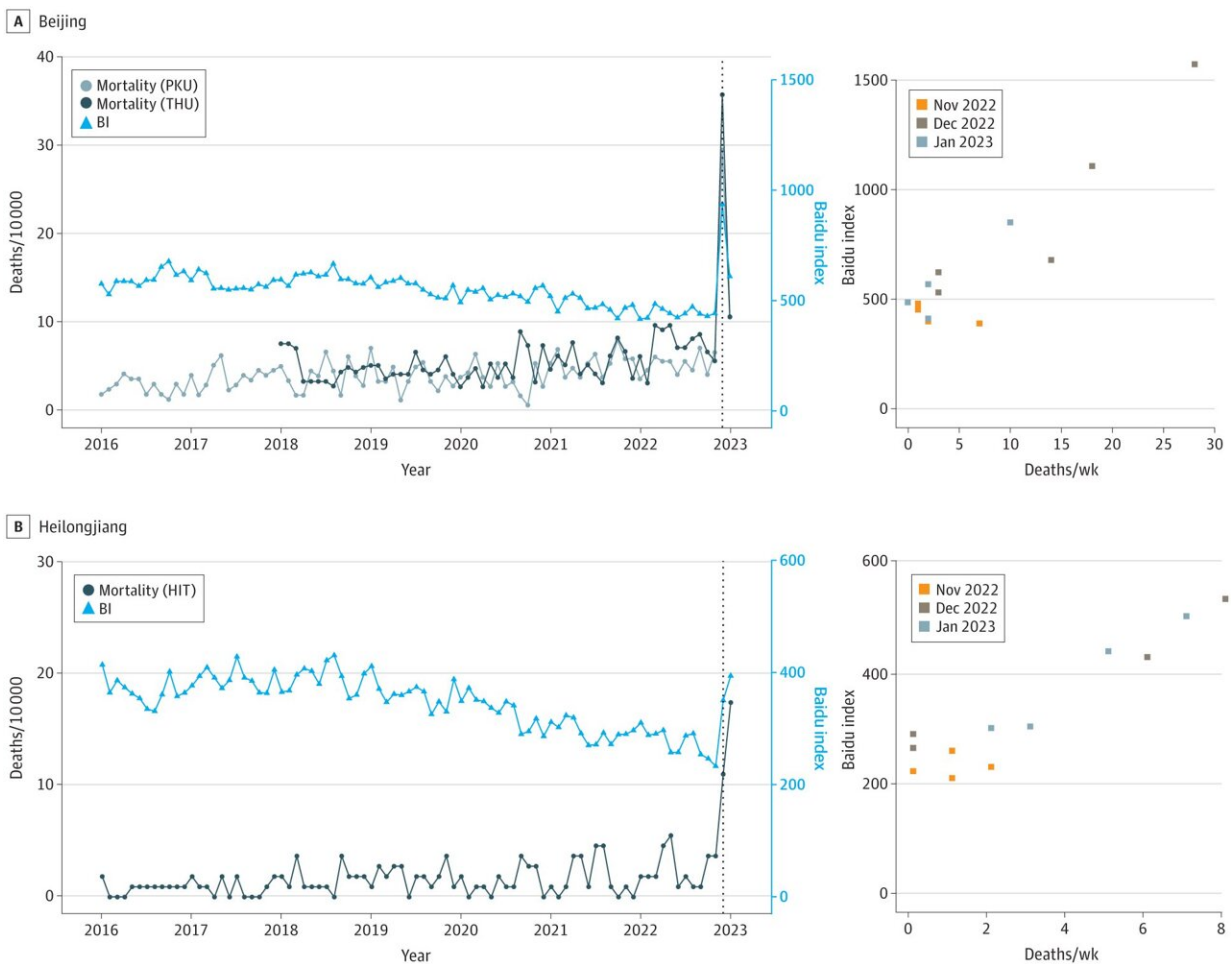 A Beijing
40
30
20
10
0
Deaths/10000
Mortality (PKU)
Mortality (THU)
BI
1500
1000
500
0
Baidu index
2016 2017 2018 2019 2020 2021 2022 2023
Year
1500
1000
500
0
Baidu index
Nov 2022
Dec 2022
Jan 2023
0 5 10 15 20 25 30
Deaths/wk
B Heilongjiang
30
20
10
0
Deaths/10000
Mortality (HIT)
BI
600
400
200
0
Baidu index
2016 2017 2018 2019 2020 2021 2022 2023
Year
600
400
200
0
Baidu index
Nov 2022
Dec 2022
Jan 2023
0 2 4 6 8
Deaths/wk